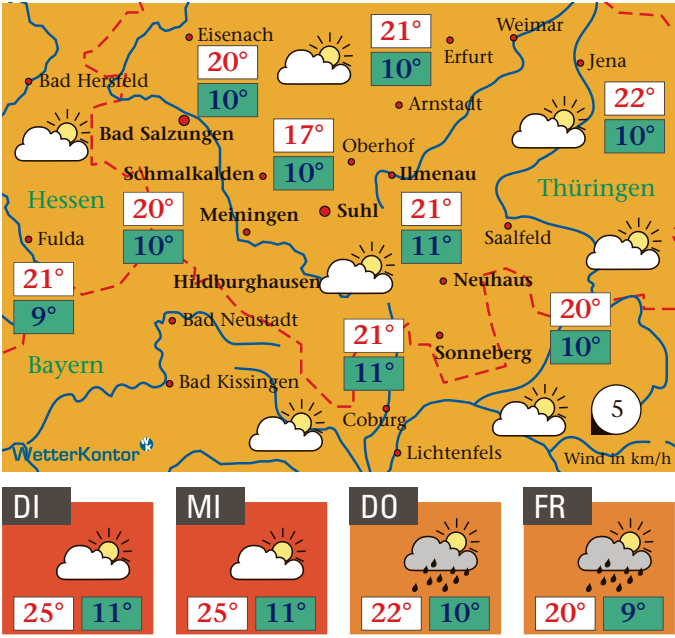 Eisenach
21°
Weimar
20°
10°
Erfurt
Jena
Bad Hersfeld
10°
Arnstadt
22°
Bad Salzungen
17°
10°
Oberhof
Schmalkalden
10°
Ilmenau
Hessen
Thüringen
20°
Meiningen
Suhl
21°
Fulda
10°
11°
Saalfeld
21°
Hildburghausen
Neuhaus
9°
20°
Bad Neustadt
21°
10°
Bayern
11°
Sonneberg
Bad Kissingen
Coburg
5
WetterKontor WK
Lichtenfels
Wind in km/h
DI
MI
DO
FR
25° 11°
25° 11°
22° 10°
20° 9°